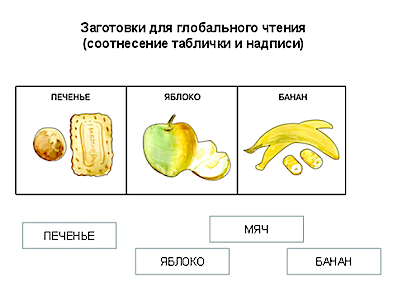 Заготовки для глобального чтения
(соотнесение таблички и надписи)
ПЕЧЕНЬЕ ЯБЛОКО БАНАН
МЯЧ
ПЕЧЕНЬЕ
ЯБЛОКО БАНАН